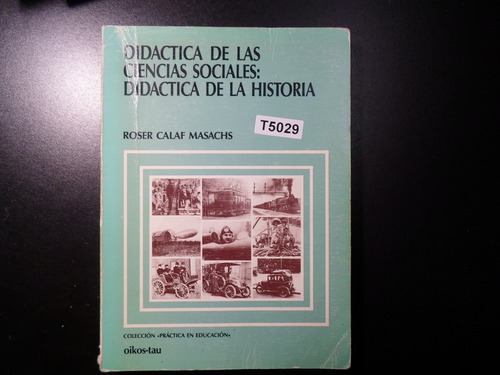 DIDACTICA DE LAS
CIENCIAS SOCIALES:
DIDACTICA DE LA HISTORIA
T5029
ROSER CALAF MASACHS
COLECCIÓN «PRÁCTICA EN EDUCACIÓN»
oikos-tau